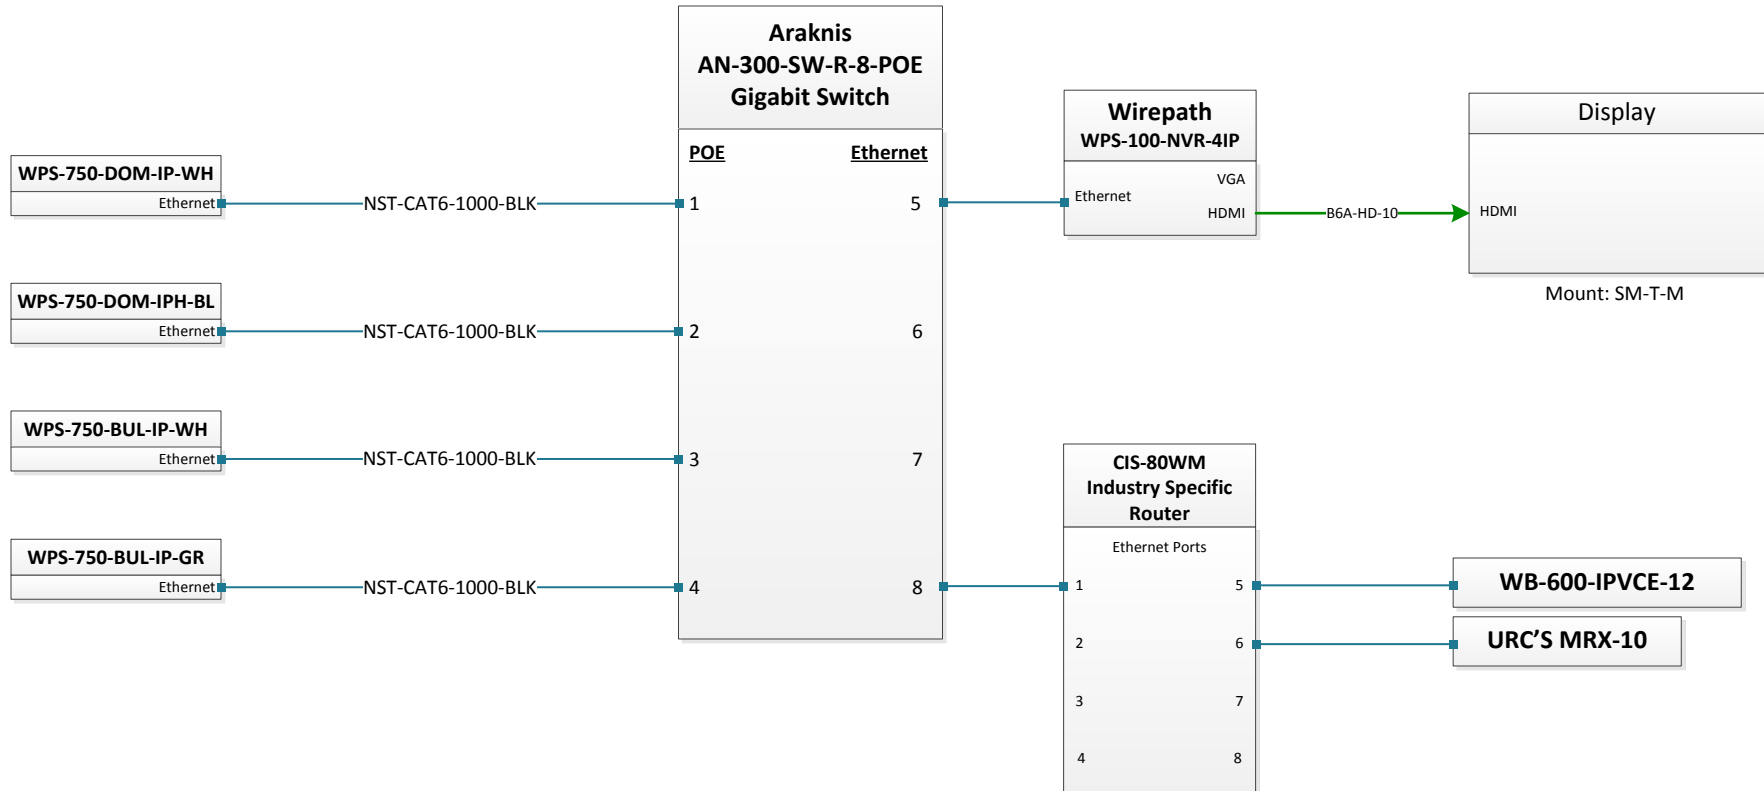 Araknis
AN-300-SW-R-8-POE
Gigabit Switch
POE
Ethernet
1
5
2
6
3
7
4
8
WPS-750-DOM-IP-WH
Ethernet
NST-CAT6-1000-BLK
WPS-750-DOM-IPH-BL
Ethernet
NST-CAT6-1000-BLK
WPS-750-BUL-IP-WH
Ethernet
NST-CAT6-1000-BLK
WPS-750-BUL-IP-GR
Ethernet
NST-CAT6-1000-BLK
Wirepath
WPS-100-NVR-4IP
VGA
Ethernet
HDMI
B6A-HD-10
Display
HDMI
Mount: SM-T-M
CIS-80WM
Industry Specific
Router
Ethernet Ports
1
5
2
6
3
7
4
8
WB-600-IPVCE-12
URC’S MRX-10